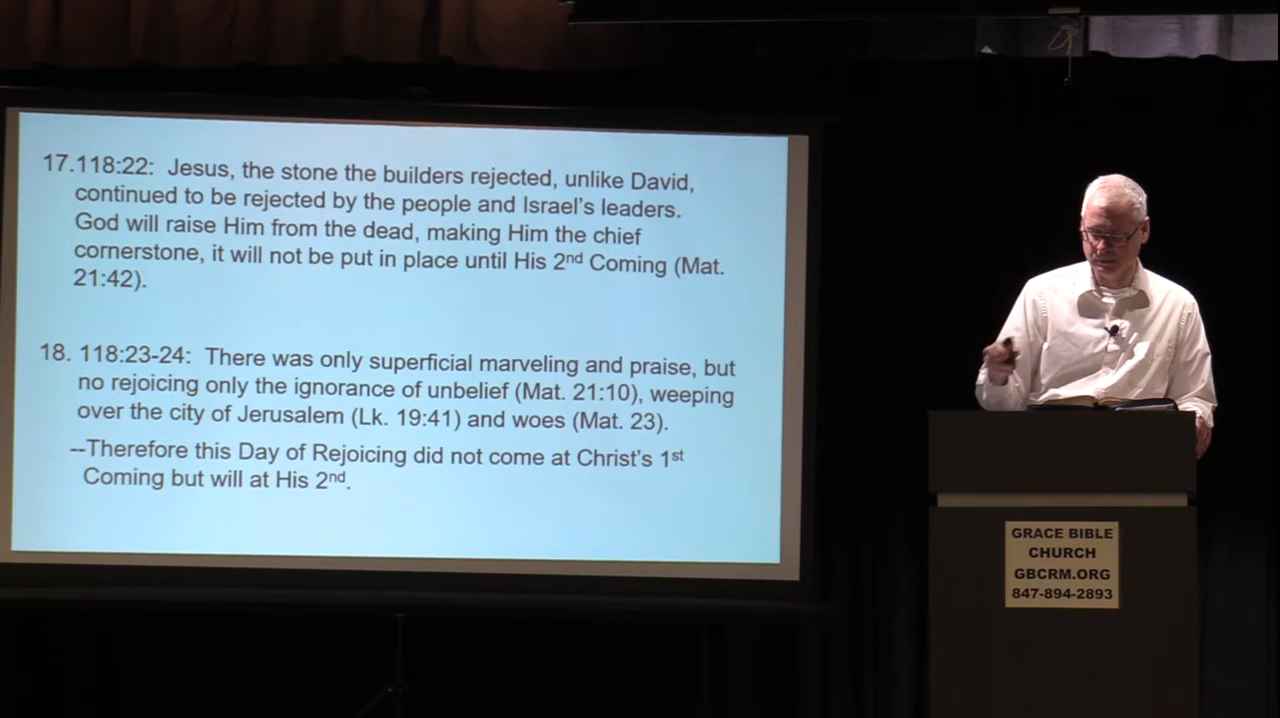 17.118:22: Jesus, the stone the builders rejected, unlike David,
continued to be rejected by the people and Israel's leaders.
God will raise Him from the dead, making Him the chief
cornerstone, it will not be put in place until His 2nd Coming (Mat.
21:42).
18. 118:23-24: There was only superficial marveling and praise, but
no rejoicing only the ignorance of unbelief (Mat. 21:10), weeping
over the city of Jerusalem (Lk. 19:41) and woes (Mat. 23).
--Therefore this Day of Rejoicing did not come at Christ's 1st
Coming but will at His 2nd.
GRACE BIBLE
CHURCH
GBCRM.ORG
847-894-2893